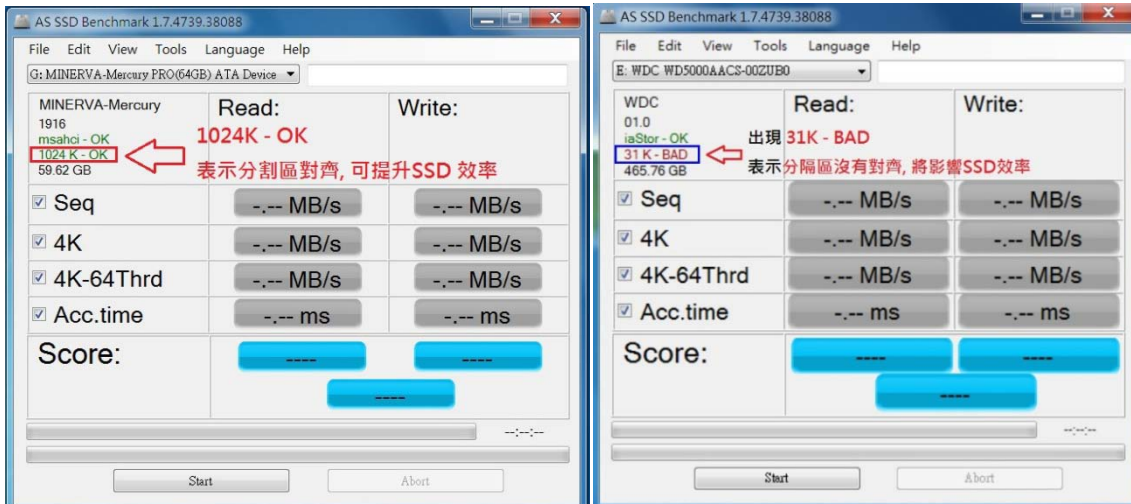 AS SSD Benchmark 1.7.4739.38088
File Edit View Tools Language Help
G: MINERVA-Mercury PRO(64GB) ATA Device
MINERVA-Mercury
1916
msahci - OK
1024 K - OK
59.62 GB
Read:
Write:
1024K - OK
表示分割區對齊, 可提升SSD 效率
Seq
-.-- MB/s
-.-- MB/s
4K
-.-- MB/s
-.-- MB/s
4K-64Thrd
-.-- MB/s
-.-- MB/s
Acc.time
-.-- ms
-.-- ms
Score:
----
----
----
--:--:--
Start
Abort
AS SSD Benchmark 1.7.4739.38088
File Edit View Tools Language Help
E: WDC WD5000AACS-00ZUB0
WDC
01.0
iaStor - OK
31 K - BAD
465.76 GB
Read:
Write:
出現 31K - BAD
表示分隔區沒有對齊, 將影響SSD效率
Seq
-.-- MB/s
-.-- MB/s
4K
-.-- MB/s
-.-- MB/s
4K-64Thrd
-.-- MB/s
-.-- MB/s
Acc.time
-.-- ms
-.-- ms
Score:
----
----
----
--:--:--
Start
Abort